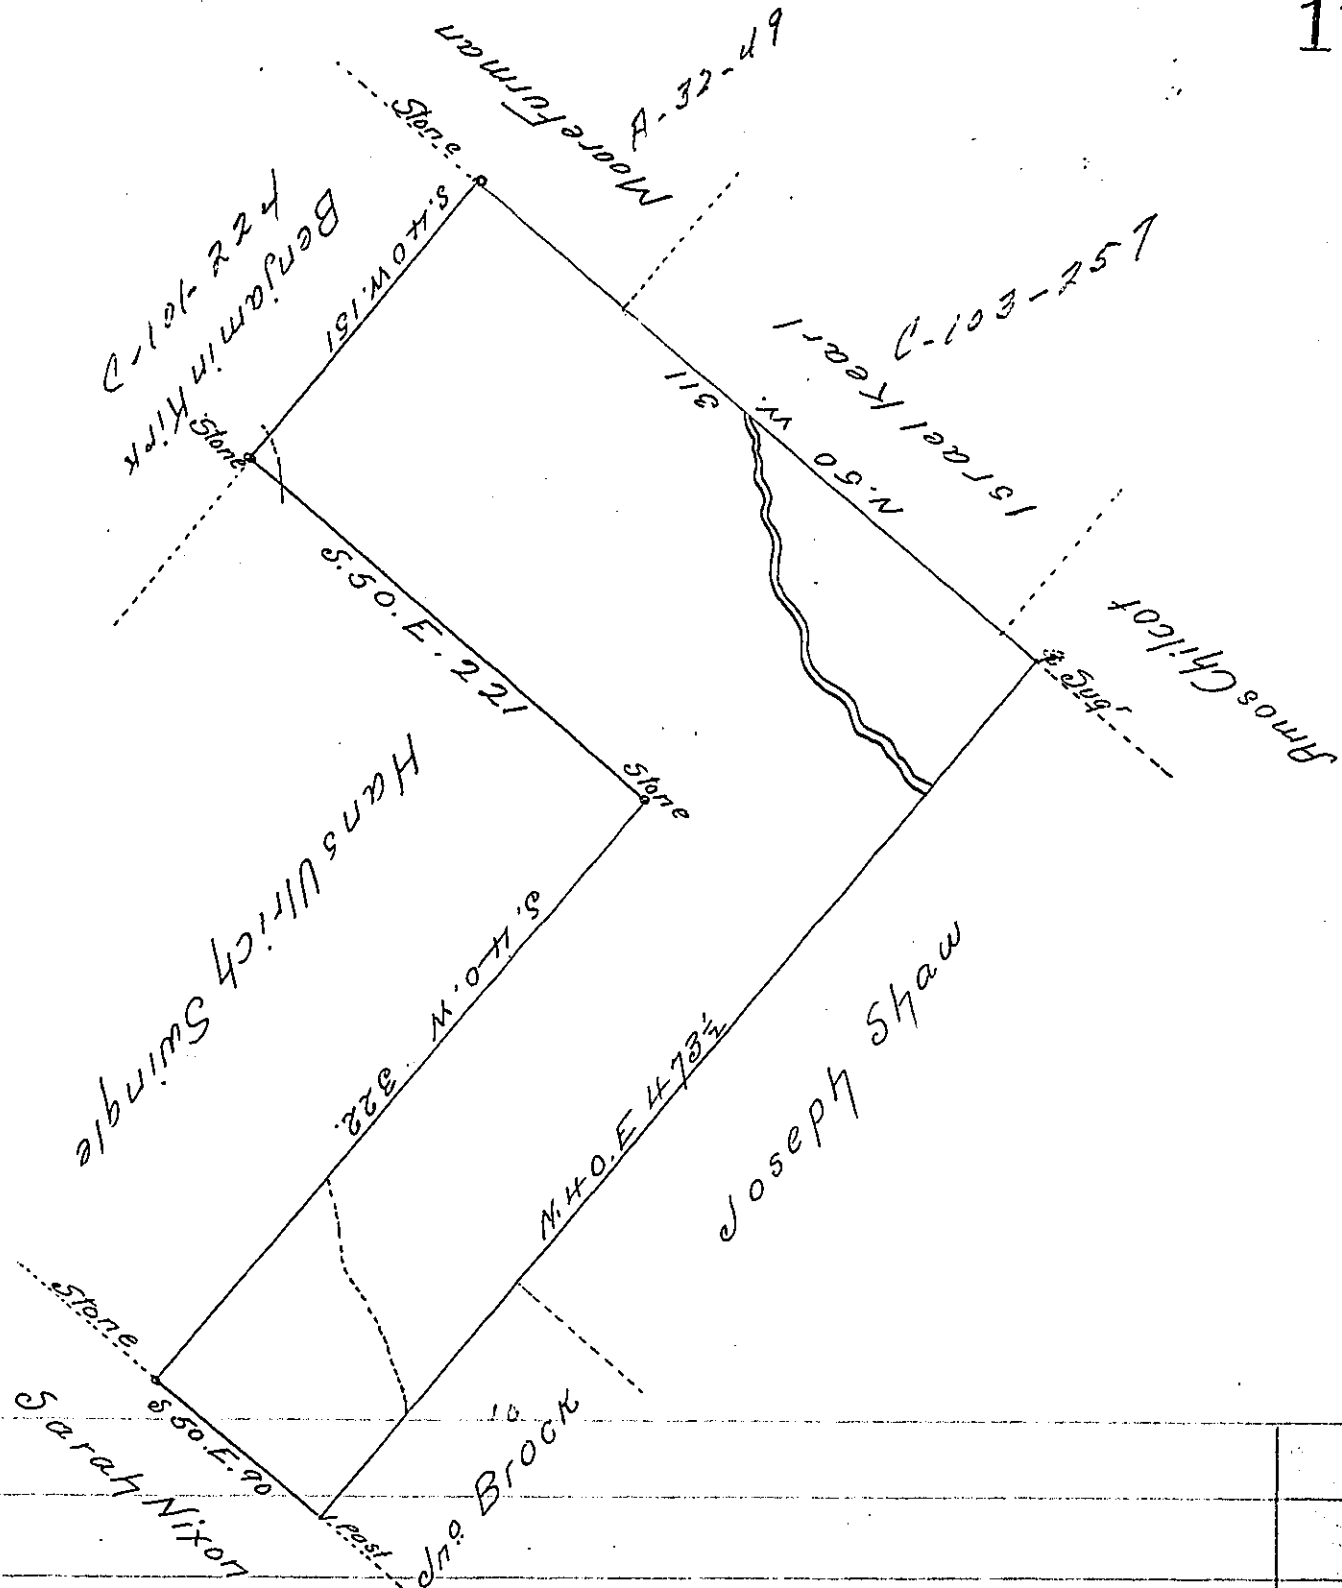 1
Moore Furman
A-32-49
Stone
Benjamin Kirk
C-101-224
S.40W.151
Stone
311
N.50 W.
Israel Kearl
C-103-257
Amos Chilcot
S.50.E.221
Stone
Hans Ulrich Swingle
S.40.W 322.
N.40.E 473½
Joseph Shaw
Stone
S 50.E.90
Sarah Nixon
post
Jno. Brock